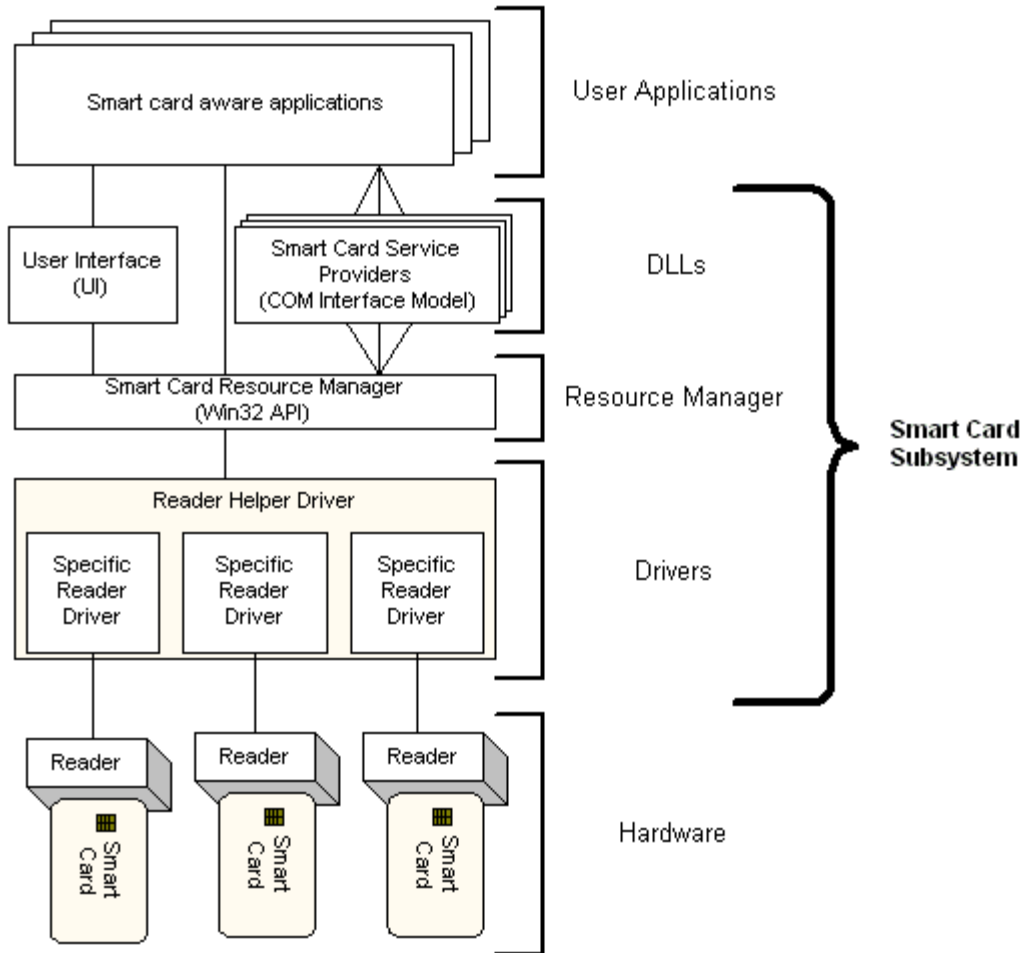 Smart card aware applications
User Applications
User Interface
(UI)
Smart Card Service
Providers
(COM Interface Model)
DLLs
Smart Card Resource Manager
(Win32 API)
Resource Manager
Smart Card
Subsystem
Reader Helper Driver
Specific
Reader
Driver
Specific
Reader
Driver
Specific
Reader
Driver
Drivers
Reader
Reader
Reader
Smart
Card
Smart
Card
Smart
Card
Hardware